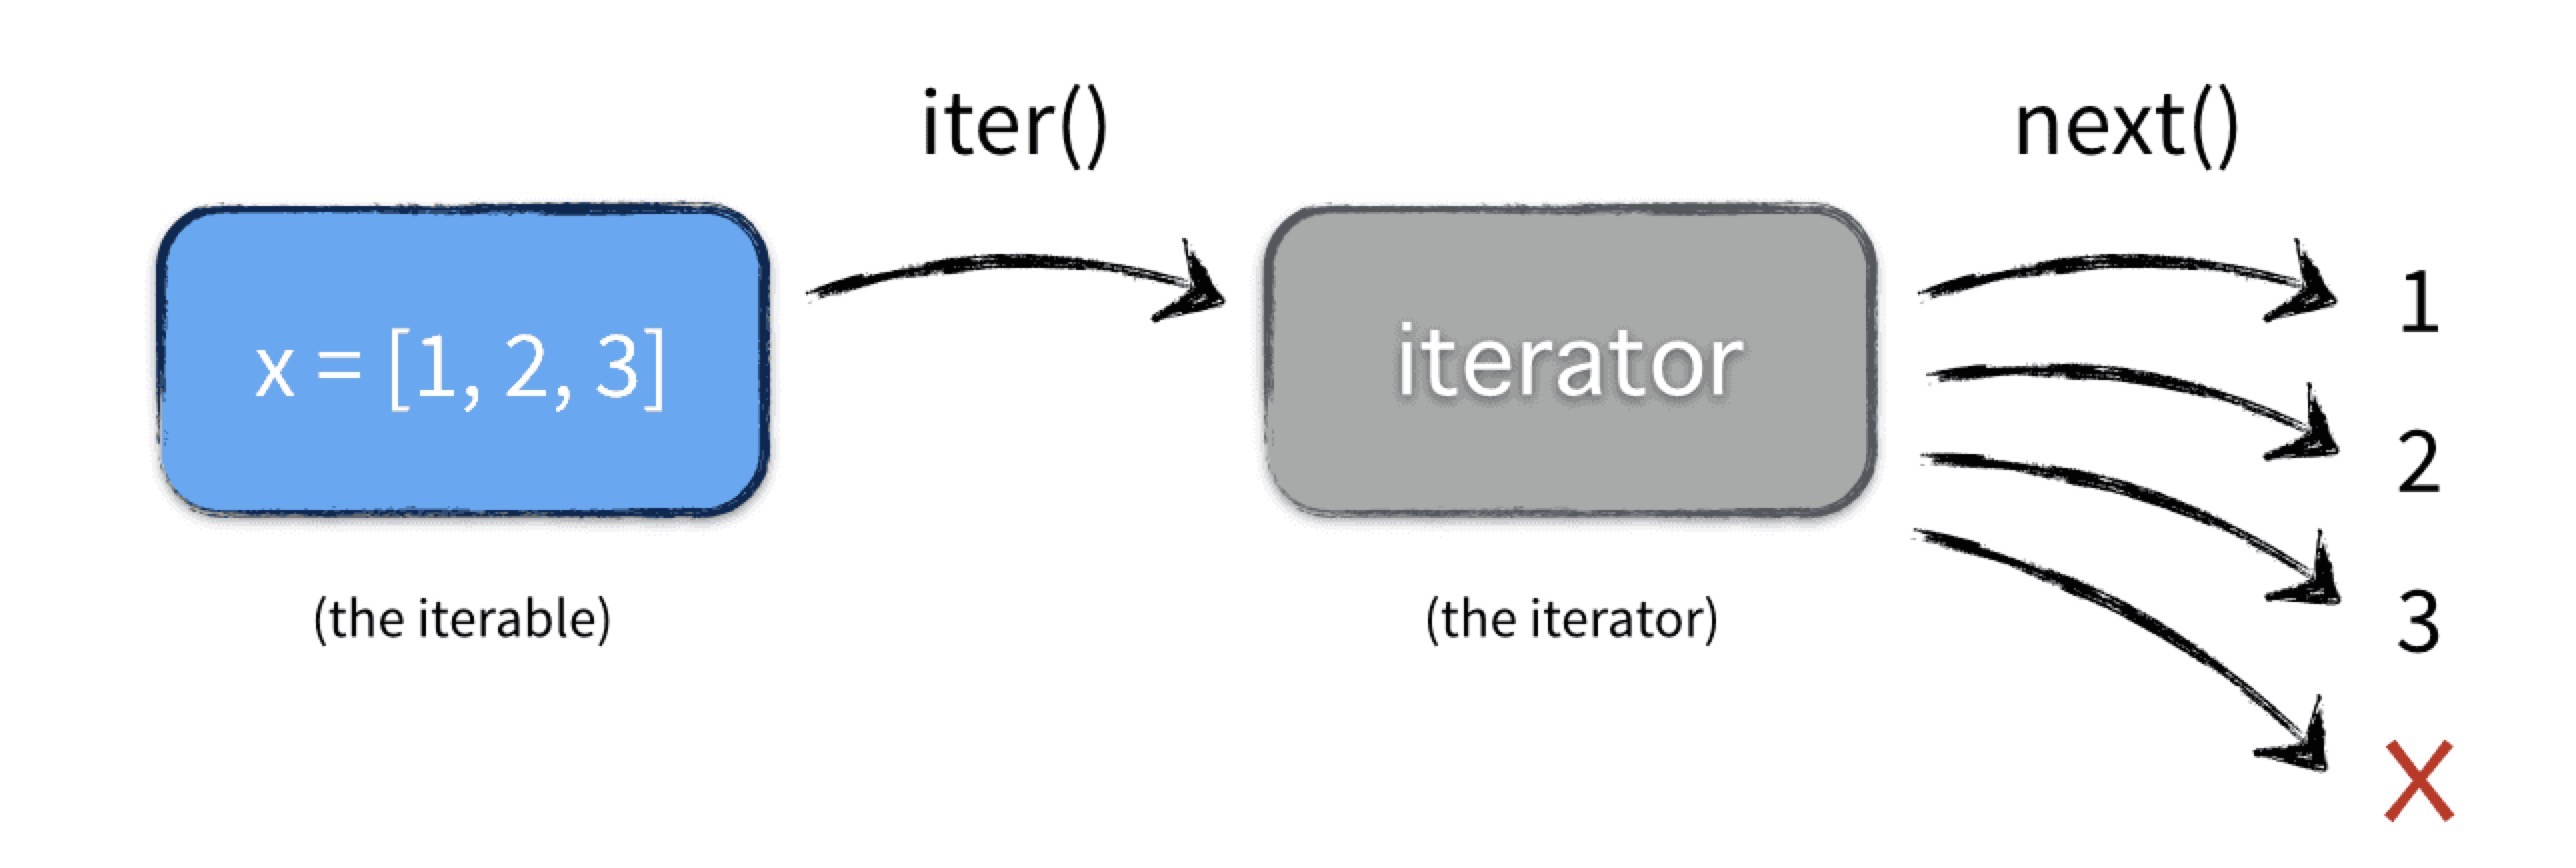 iter()
next()
x = [1, 2, 3]
iterator
1
2
3
X
(the iterable)
(the iterator)